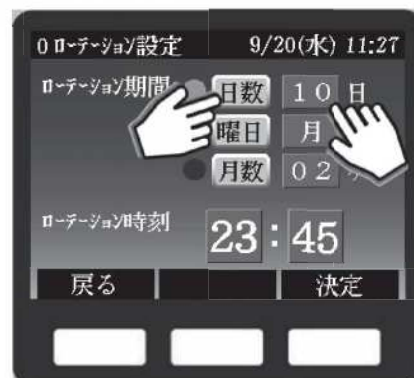 0 ローテーション設定 9/20(水) 11:27
ローテーション期間 日数 10 日
曜日 月
月数 02
ローテーション時刻 23:45
戻る 決定